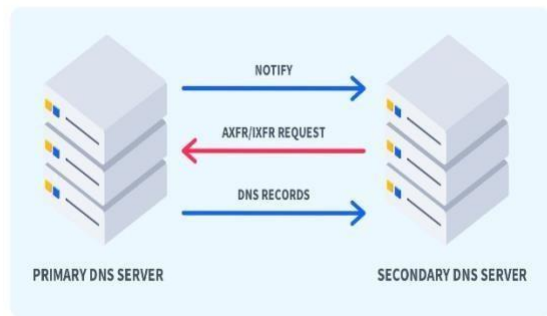 NOTIFY
AXFR/IXFR REQUEST
DNS RECORDS
PRIMARY DNS SERVER
SECONDARY DNS SERVER